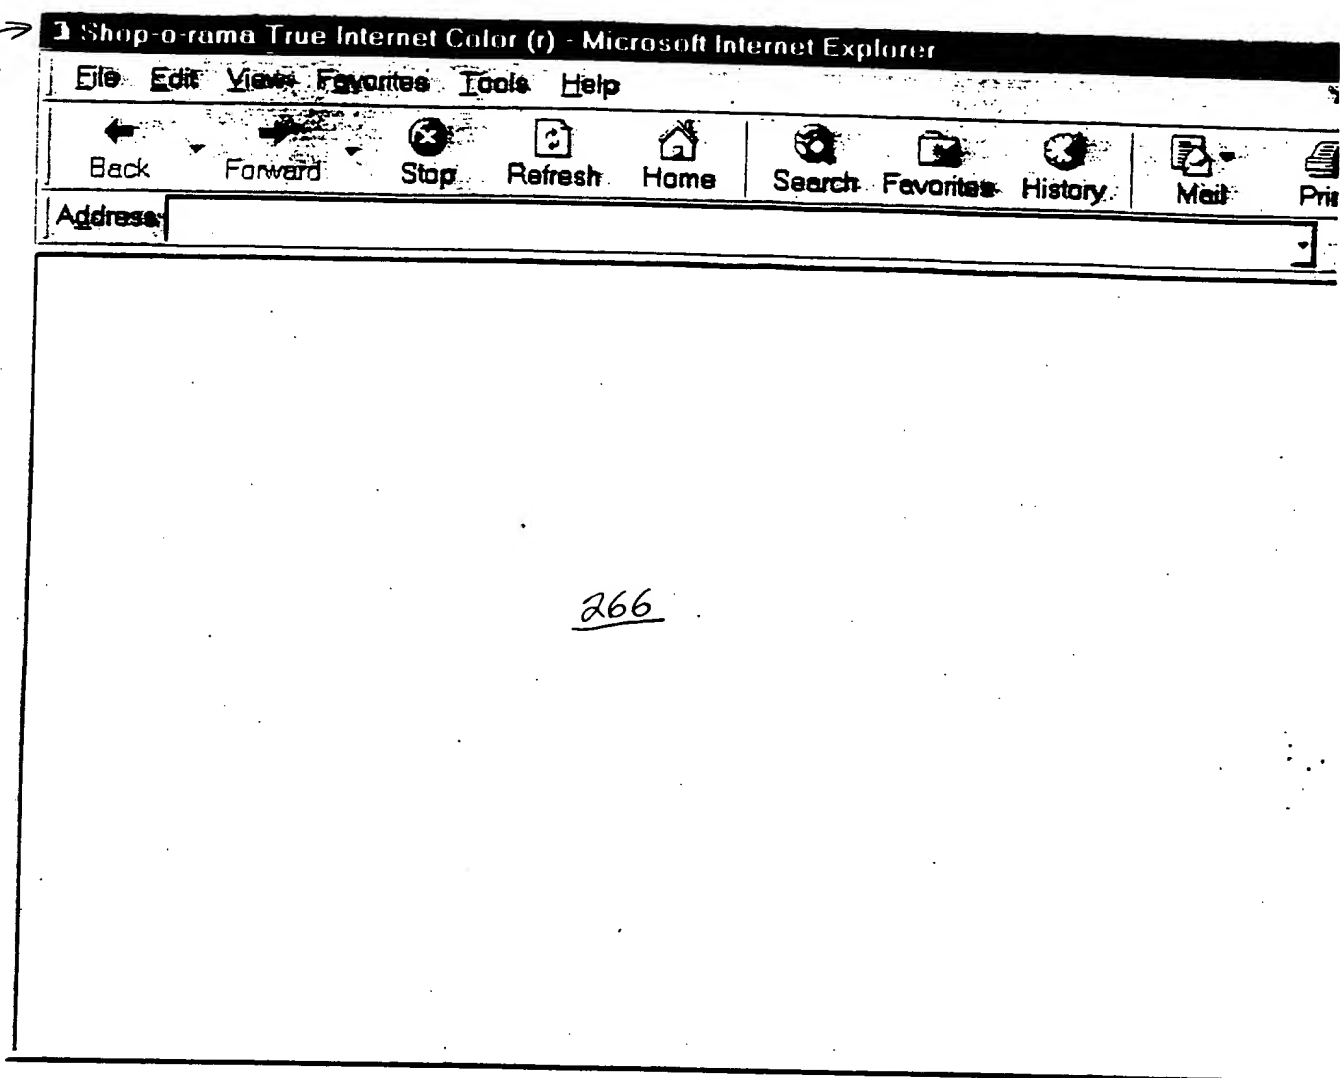 Shop-o-rama True Internet Color (r) - Microsoft Internet Explorer
File Edit View Favorites Tools Help
Back Forward Stop Refresh Home Search Favorites History Mail Prin
Address
266